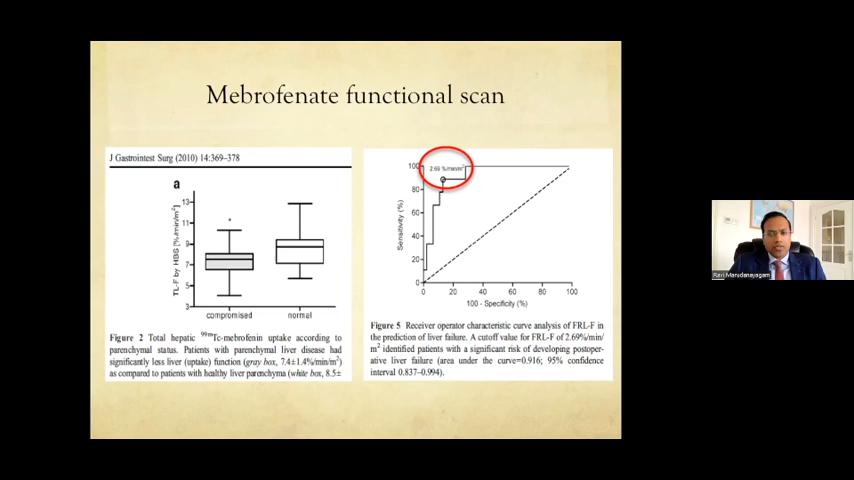 Mebrofenate functional scan
J Gastrointest Surg (2010) 14:369–378
a
TL-F by HBS [%/min/m²]
13
11
9
7
5
3
compromised
normal
Figure 2 Total hepatic ⁹⁹ᵐTc-mebrofenin uptake according to
parenchymal status. Patients with parenchymal liver disease had
significantly less liver (uptake) function (gray box, 7.4±1.4%/min/m²)
as compared to patients with healthy liver parenchyma (white box, 8.5±
2.69 %/min/m²
Sensitivity (%)
100
80
60
40
20
0
0 20 40 60 80 100
100 - Specificity (%)
Figure 5 Receiver operator characteristic curve analysis of FRL-F in
the prediction of liver failure. A cutoff value for FRL-F of 2.69%/min/
m² identified patients with a significant risk of developing postoper-
ative liver failure (area under the curve=0.916; 95% confidence
interval 0.837–0.994).
Ravi Marudanayagam